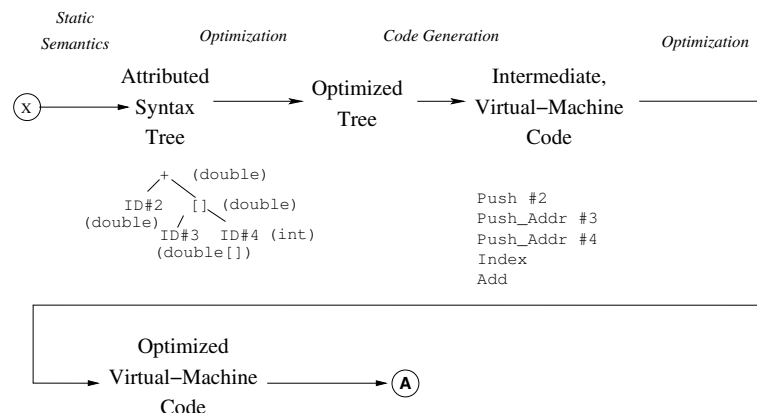 Static
Semantics
Optimization
Code Generation
Optimization
X
Attributed
Syntax
Tree
Optimized
Tree
Intermediate,
Virtual−Machine
Code
+ (double)
ID#2 [] (double)
(double)
ID#3 ID#4 (int)
(double[])
Push #2
Push_Addr #3
Push_Addr #4
Index
Add
Optimized
Virtual−Machine
Code
A